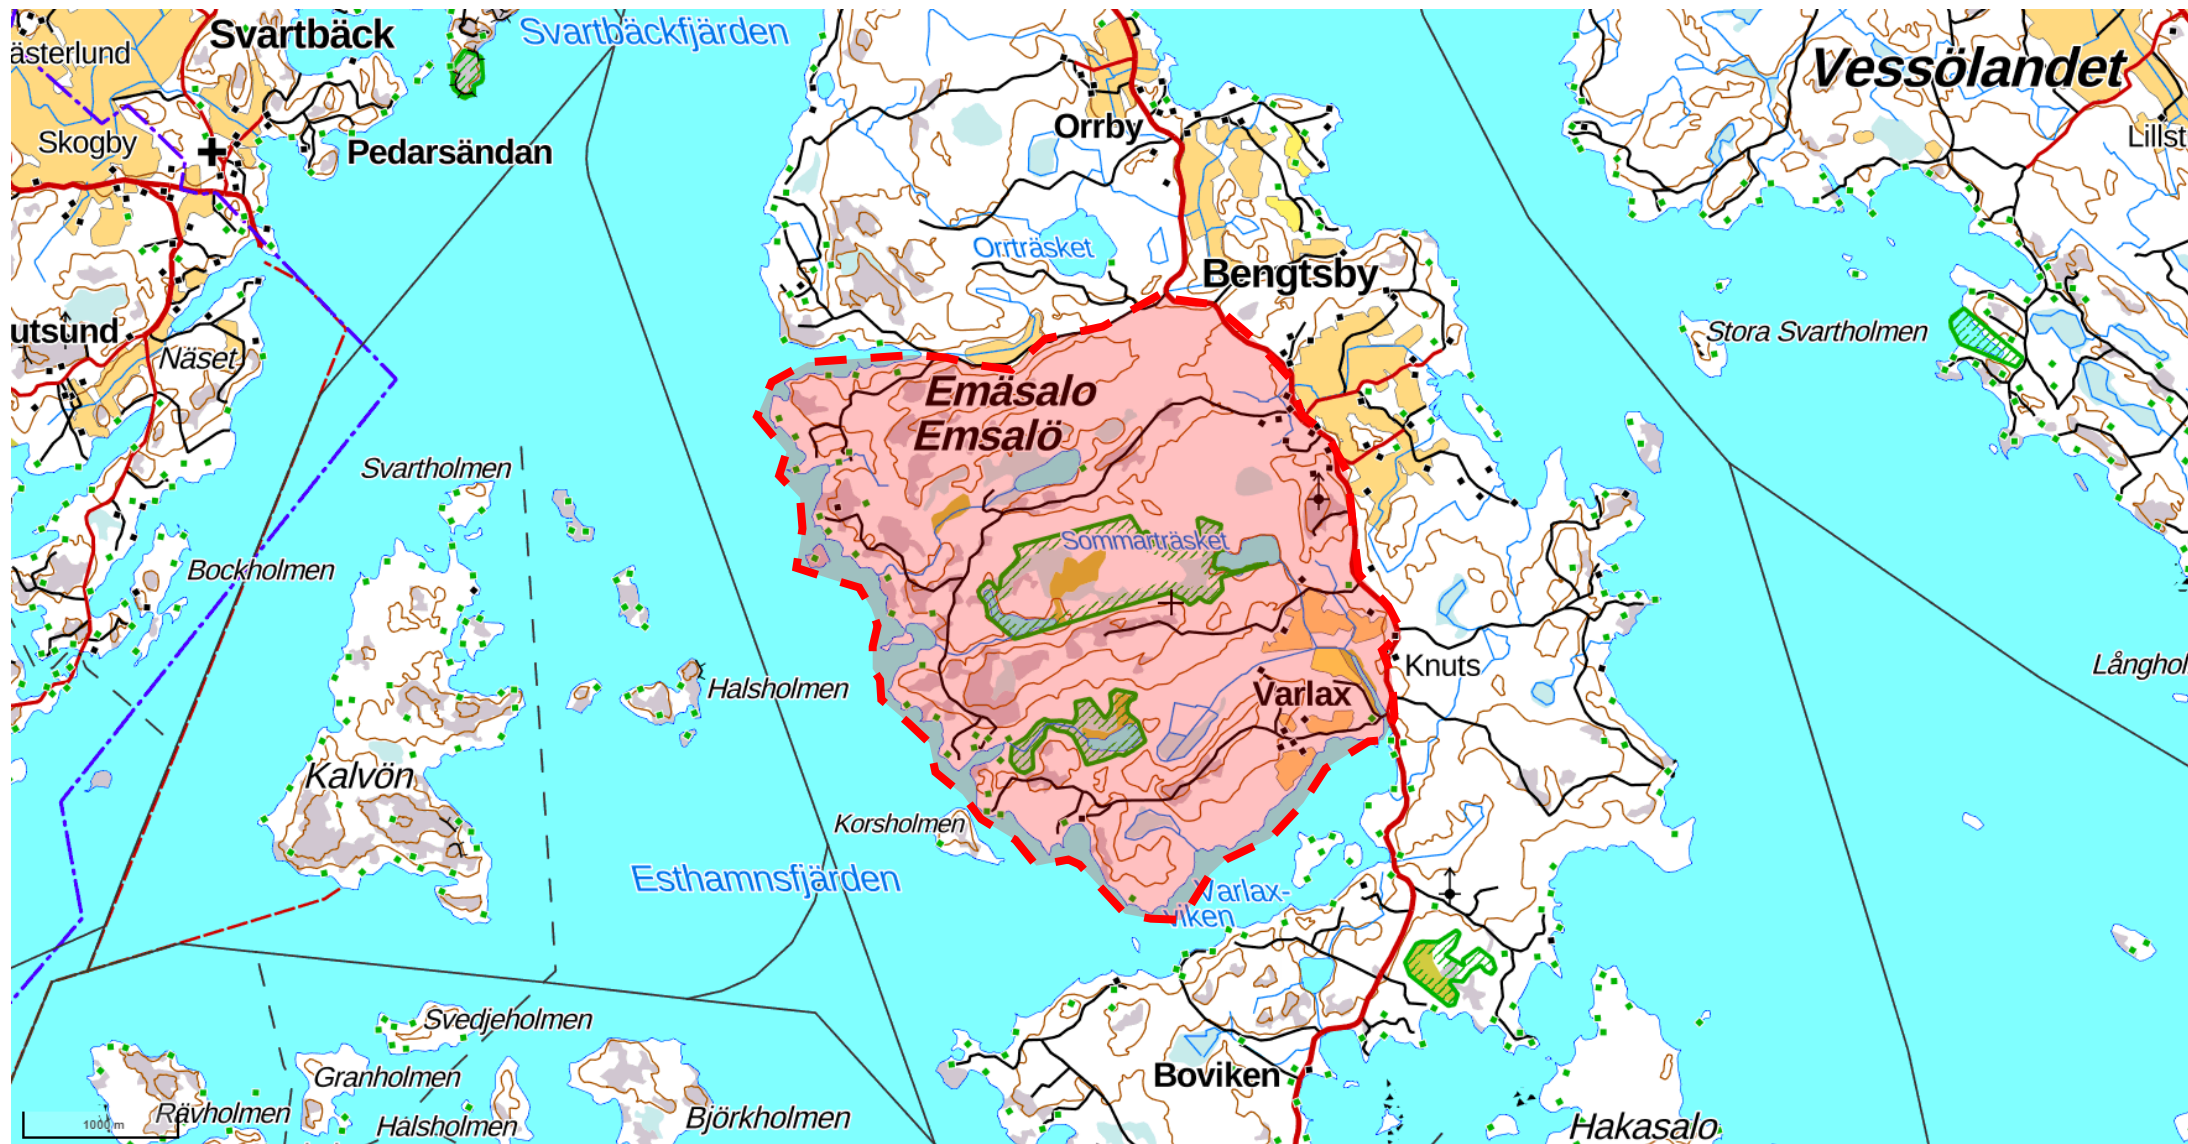 Svartbäck
Svartbäckfjärden
ästerlund
Vessölandet
Skogby
Orrby
Lillst
Pedarsändan
Orrträsket
Bengtsby
utsund
Näset
Stora Svartholmen
Emäsalo
Emsalö
Svartholmen
Sommarträsket
Bockholmen
Knuts
Långhol
Halsholmen
Varlax
Kalvön
Korsholmen
Esthamnsfjärden
Varlax-
viken
Svedjeholmen
Granholmen
Boviken
Rävholmen
Hálsholmen
Björkholmen
Hakasalo
1000 m